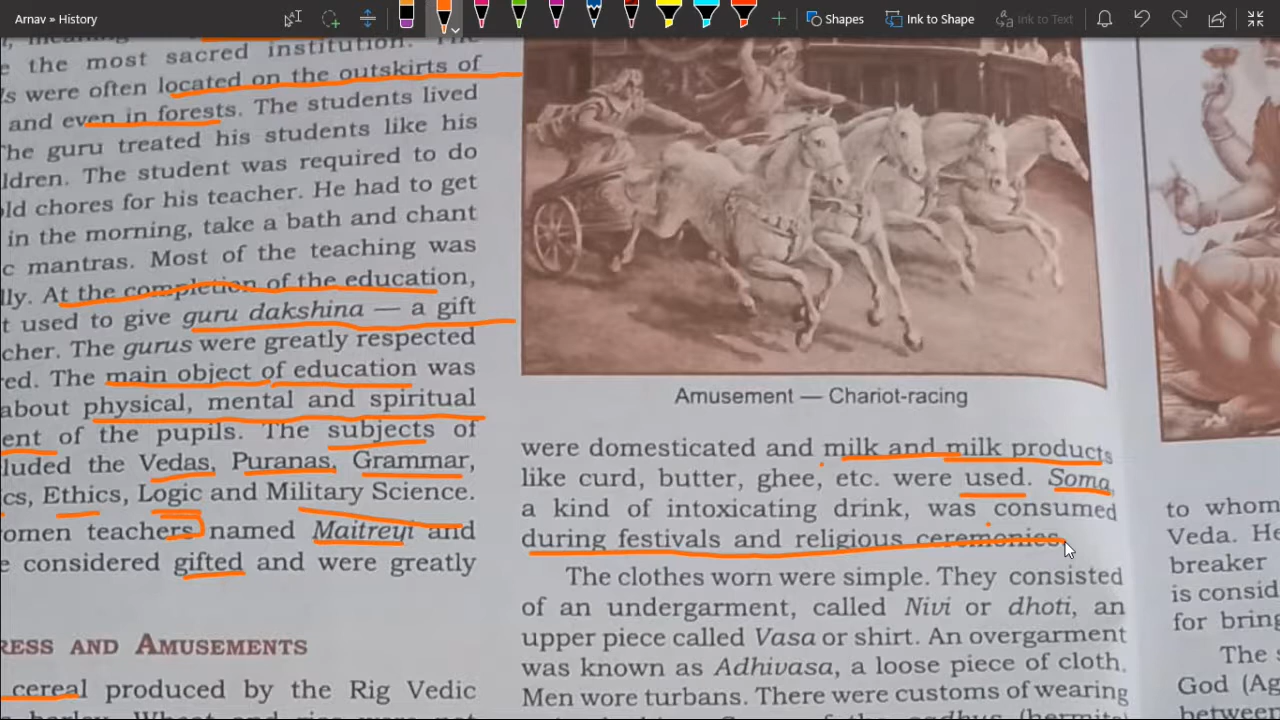 Arnav » History
Shapes
Ink to Shape
Ink to Text
the most sacred institution. The
's were often located on the outskirts of
and even in forests. The students lived
The guru treated his students like his
ldren. The student was required to do
old chores for his teacher. He had to get
in the morning, take a bath and chant
c mantras. Most of the teaching was
lly. At the completion of the education,
t used to give guru dakshina — a gift
cher. The gurus were greatly respected
red. The main object of education was
about physical, mental and spiritual
ent of the pupils. The subjects of
luded the Vedas, Puranas, Grammar,
cs, Ethics, Logic and Military Science.
omen teachers named Maitreyi and
e considered gifted and were greatly
RESS AND AMUSEMENTS
cereal produced by the Rig Vedic
barley. Wheat and rice were not
Amusement — Chariot-racing
were domesticated and milk and milk products
like curd, butter, ghee, etc. were used. Soma,
a kind of intoxicating drink, was consumed
during festivals and religious ceremonies.
The clothes worn were simple. They consisted
of an undergarment, called Nivi or dhoti, an
upper piece called Vasa or shirt. An overgarment
was known as Adhivasa, a loose piece of cloth.
Men wore turbans. There were customs of wearing
to whom
Veda. He
breaker
is consid
for bring
The s
God (Ag
between